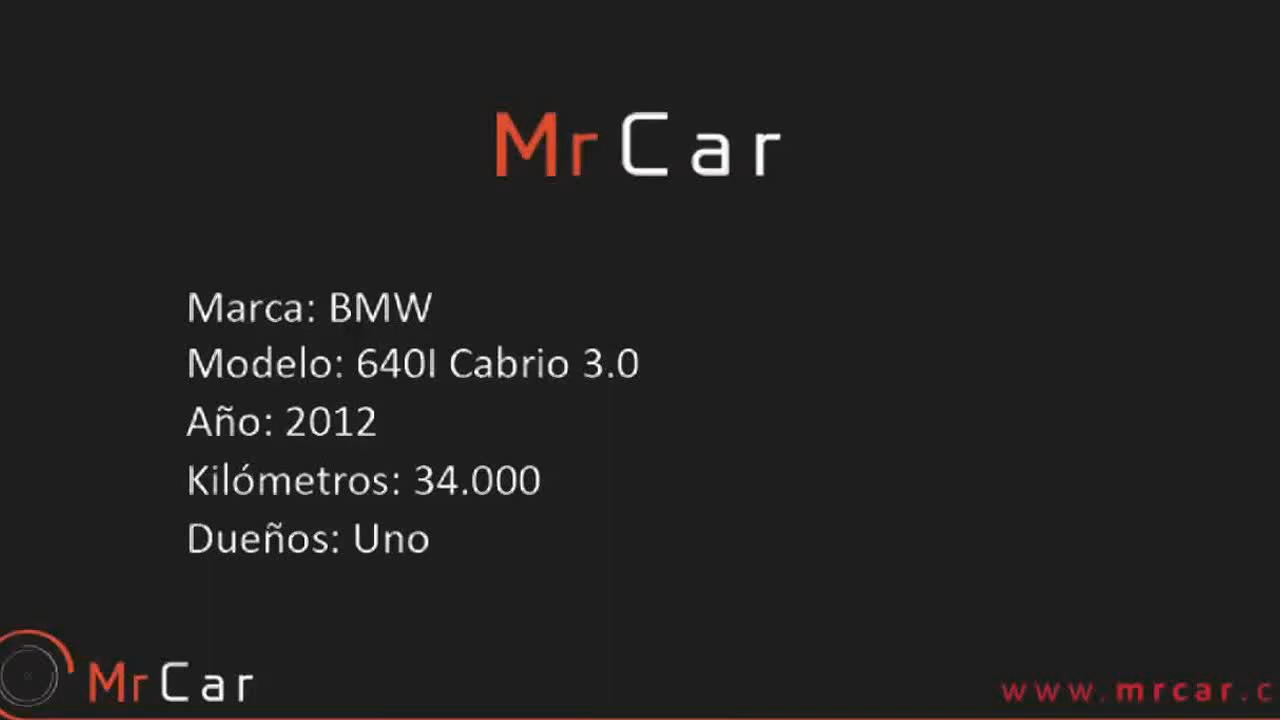 MrCar
Marca: BMW
Modelo: 640I Cabrio 3.0
Año: 2012
Kilómetros: 34.000
Dueños: Uno
MrCar
www.mrcar.c